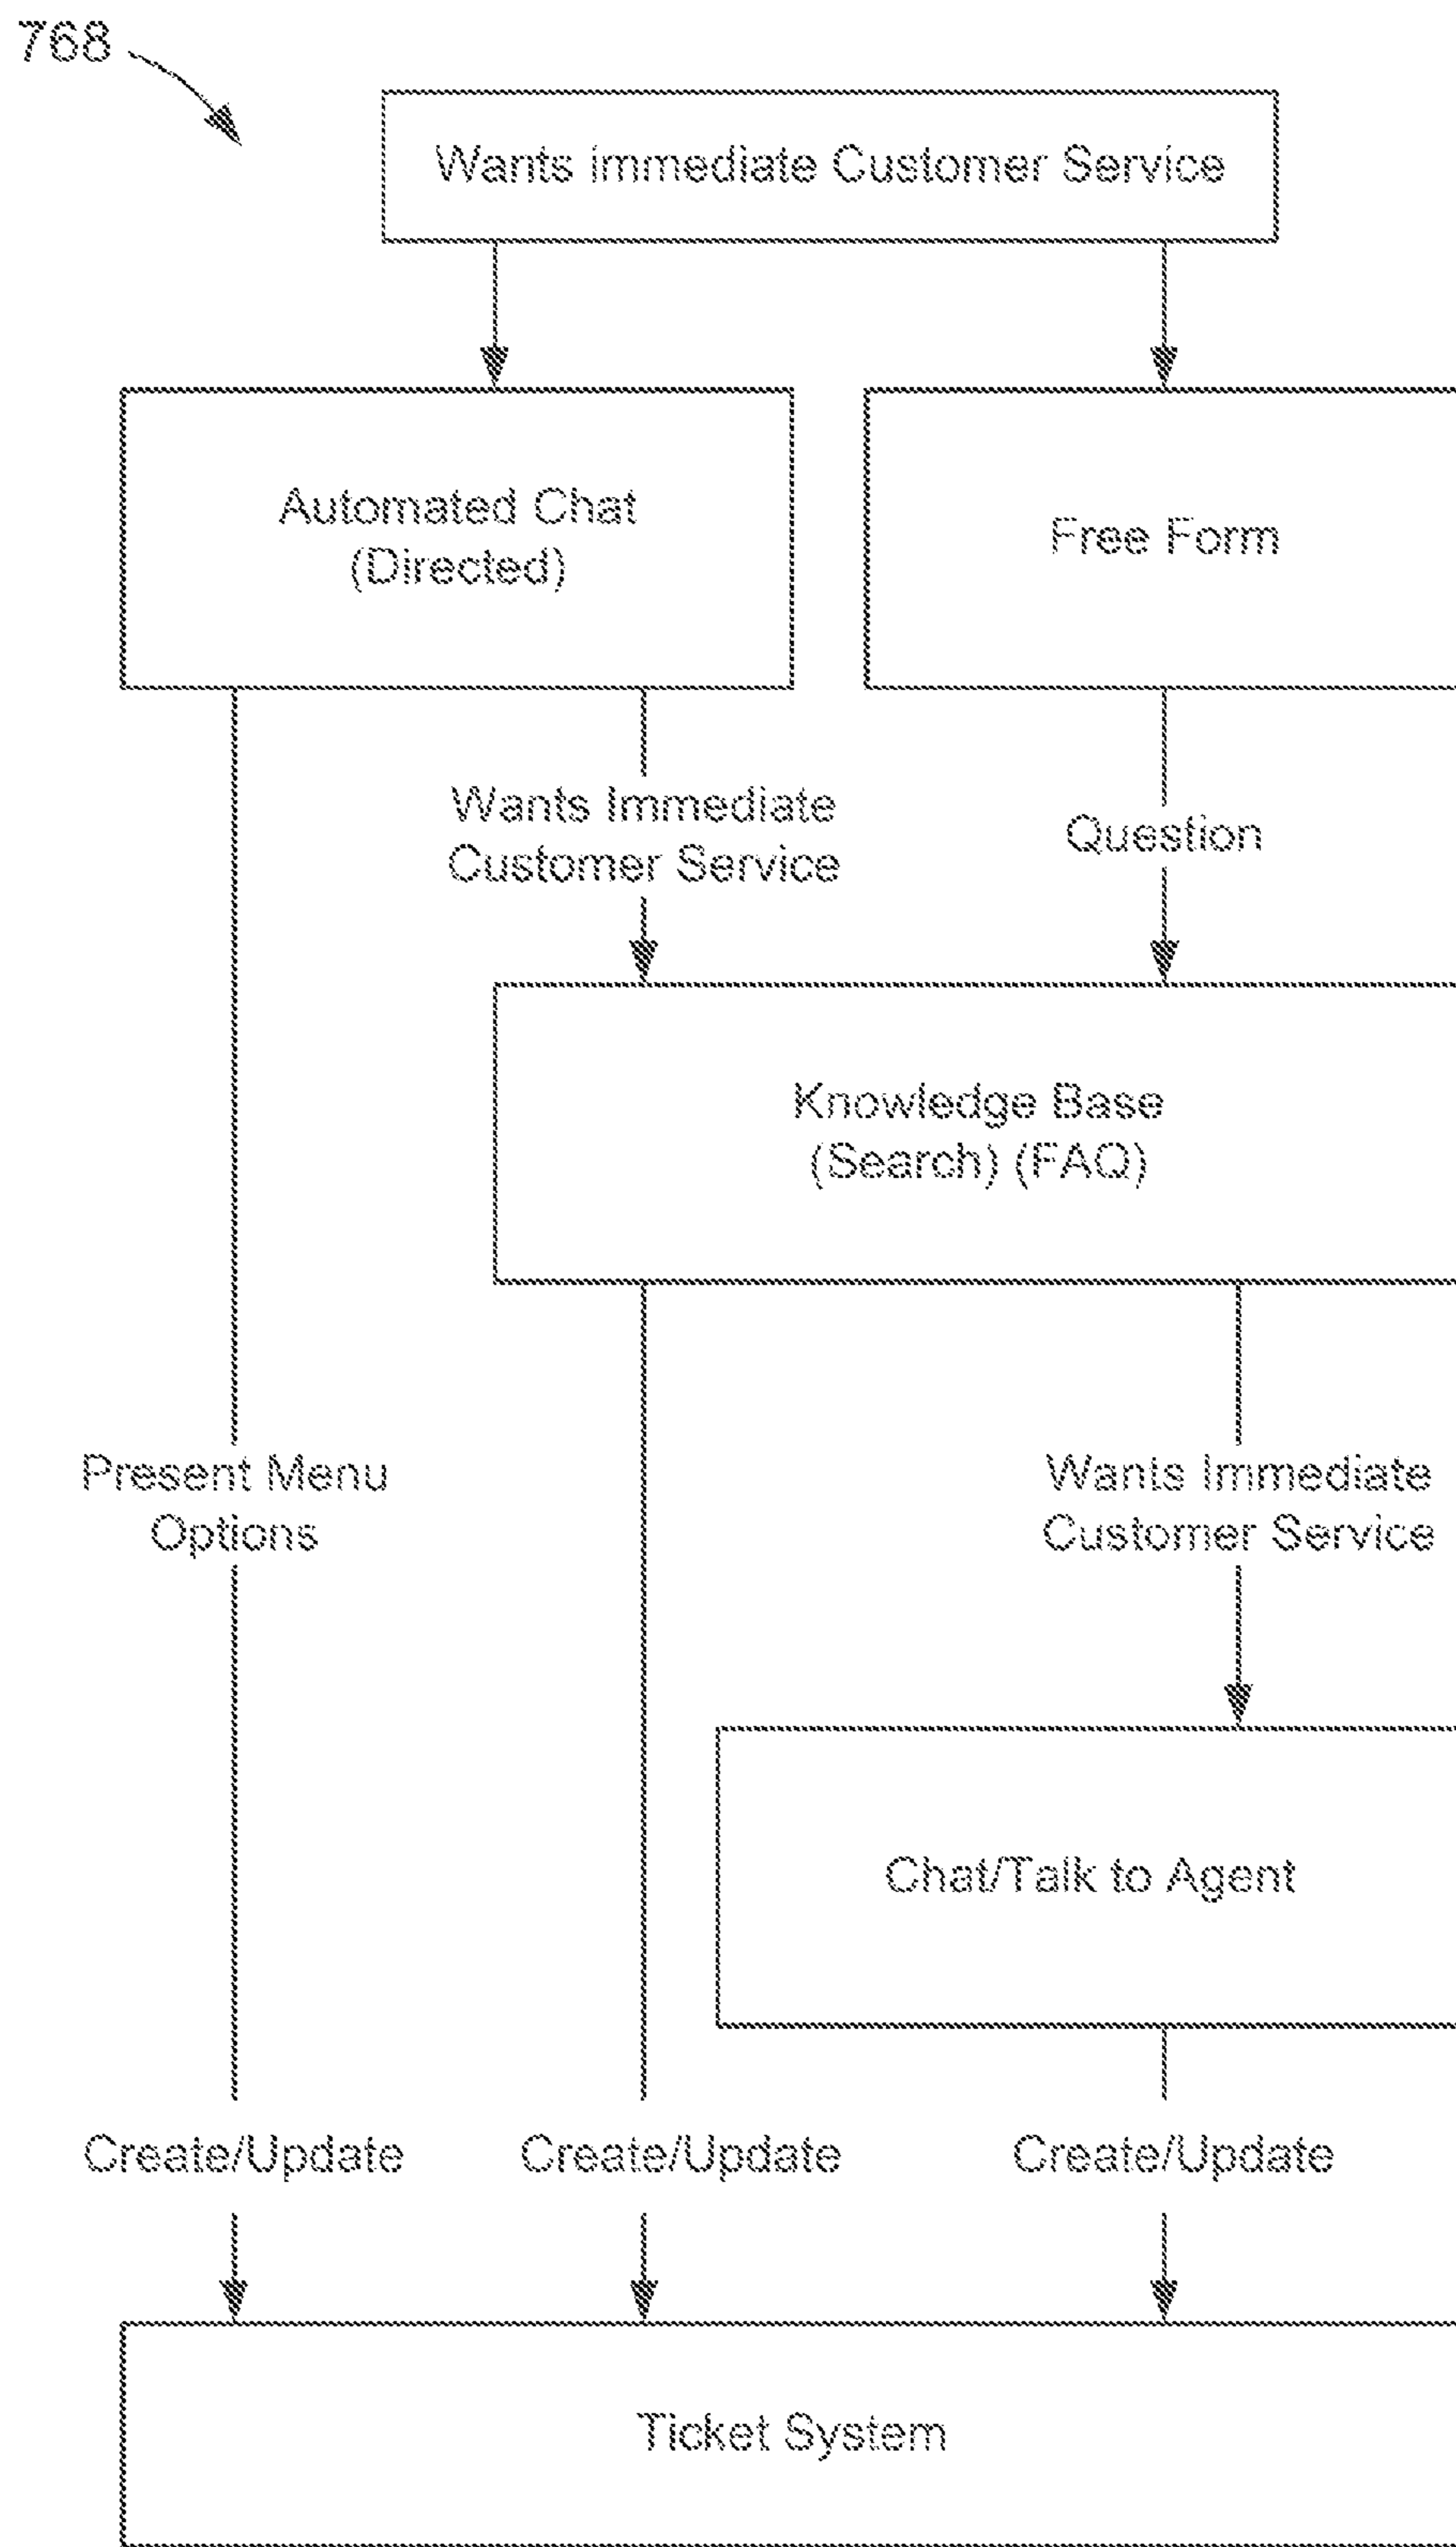 768
Wants immediate Customer Service
Automated Chat
(Directed)
Free Form
Wants Immediate
Customer Service
Question
Knowledge Base
(Search) (FAQ)
Present Menu
Options
Wants Immediate
Customer Service
Chat/Talk to Agent
Create/Update
Create/Update
Create/Update
Ticket System